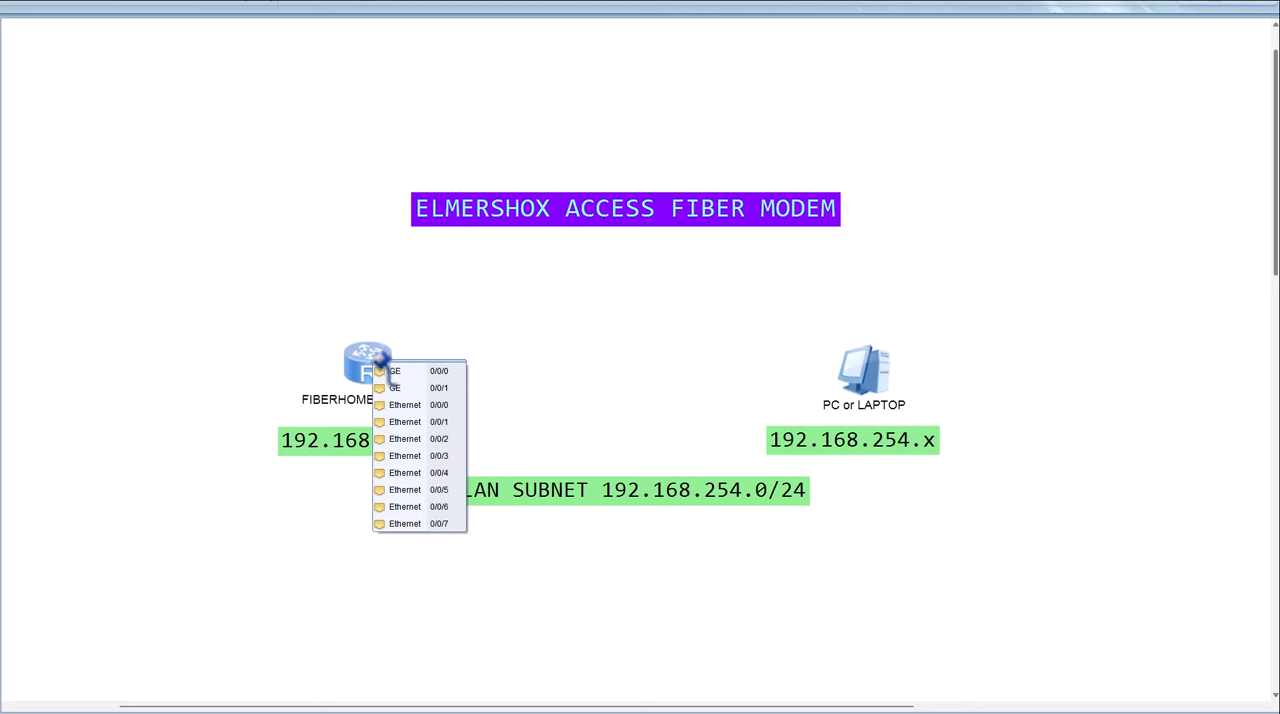 ELMERSHOX ACCESS FIBER MODEM
GE 0/0/0
GE 0/0/1
Ethernet 0/0/0
Ethernet 0/0/1
Ethernet 0/0/2
Ethernet 0/0/3
Ethernet 0/0/4
Ethernet 0/0/5
Ethernet 0/0/6
Ethernet 0/0/7
FIBERHOME
192.168
PC or LAPTOP
192.168.254.x
LAN SUBNET 192.168.254.0/24